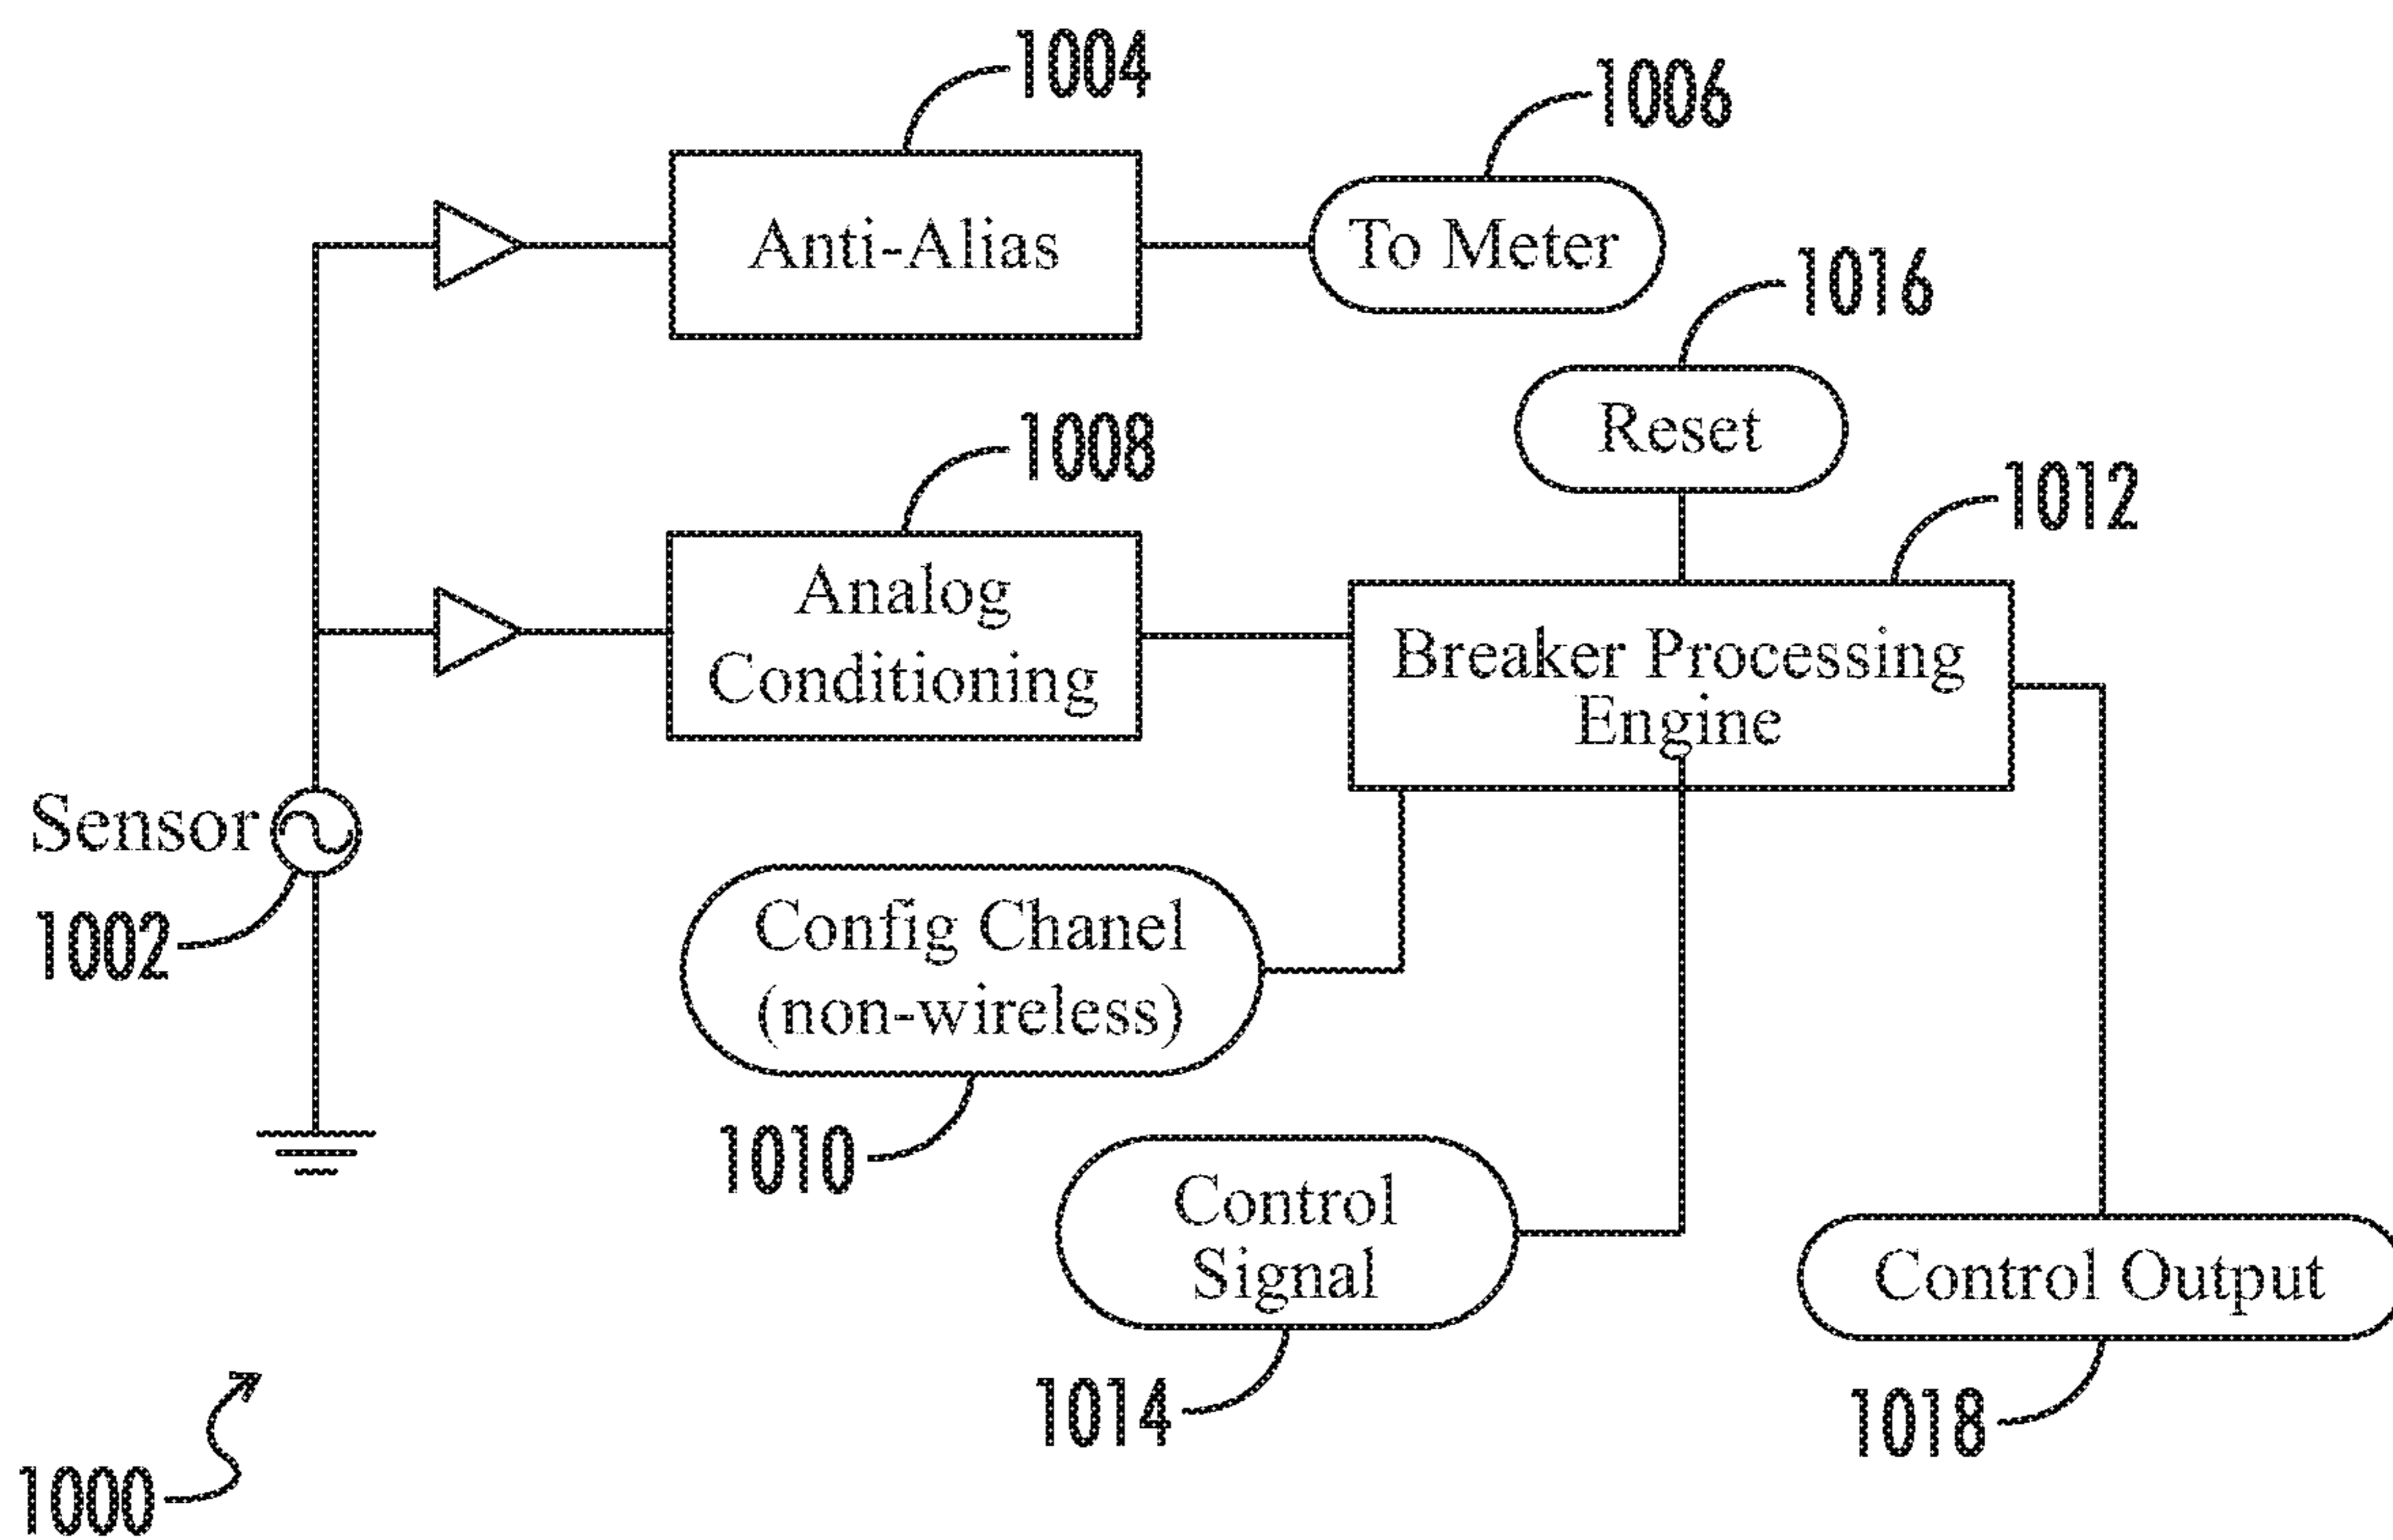 1004
1006
Anti-Alias
To Meter
1016
1008
Reset
1012
Analog
Conditioning
Breaker Processing
Engine
Sensor
1002
Config Chanel
(non-wireless)
1010
Control
Signal
Control Output
1014
1018
1000